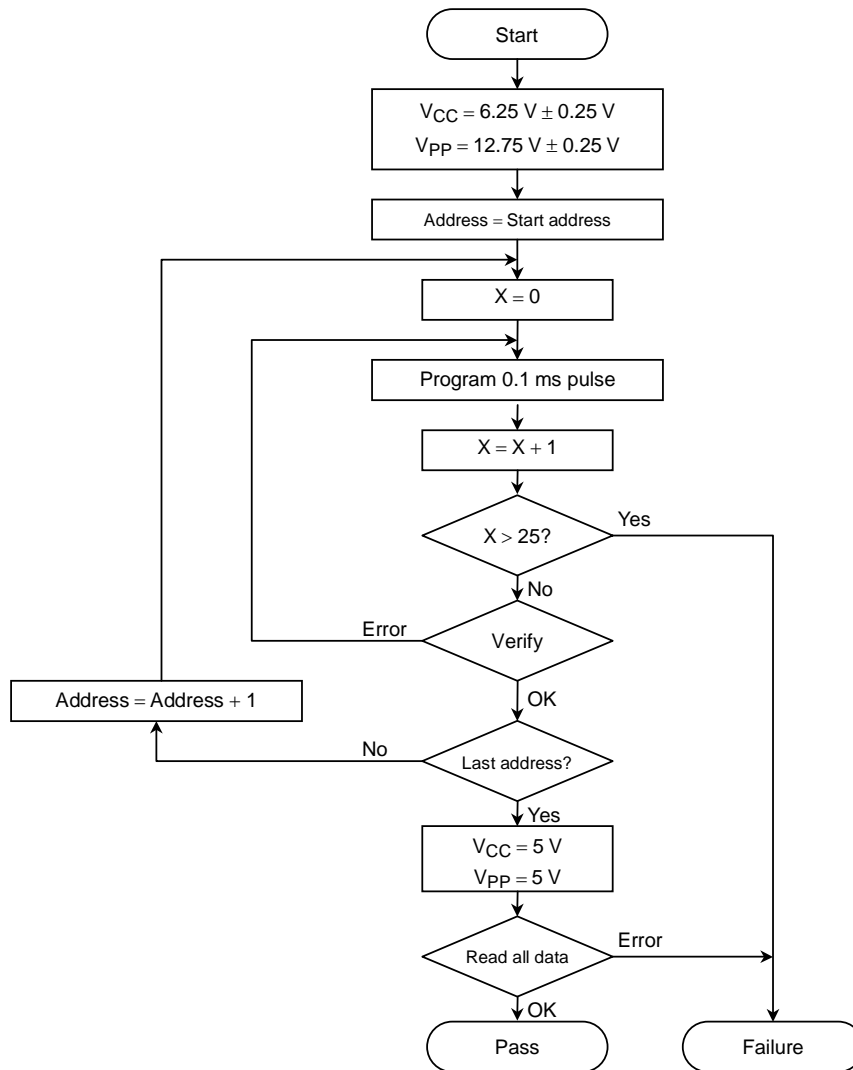 Start
VCC = 6.25 V ± 0.25 V
VPP = 12.75 V ± 0.25 V
Address = Start address
X = 0
Program 0.1 ms pulse
X = X + 1
X > 25?
Yes
No
Error
Verify
Address = Address + 1
OK
No
Last address?
Yes
VCC = 5 V
VPP = 5 V
Read all data
Error
OK
Pass
Failure